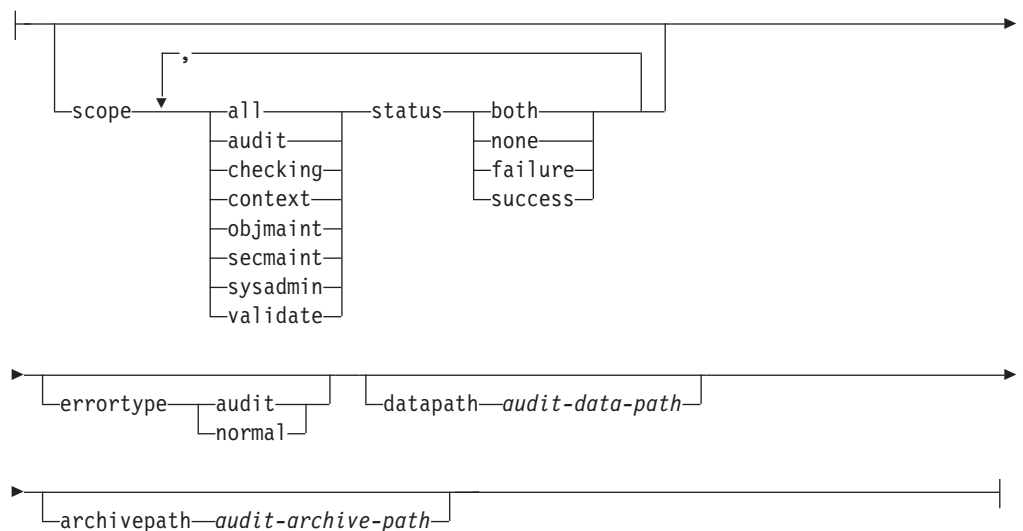 ,
scope all status both
audit none
checking failure
context success
objmaint
secmaint
sysadmin
validate
errortype audit datapath audit-data-path
normal
archivepath audit-archive-path